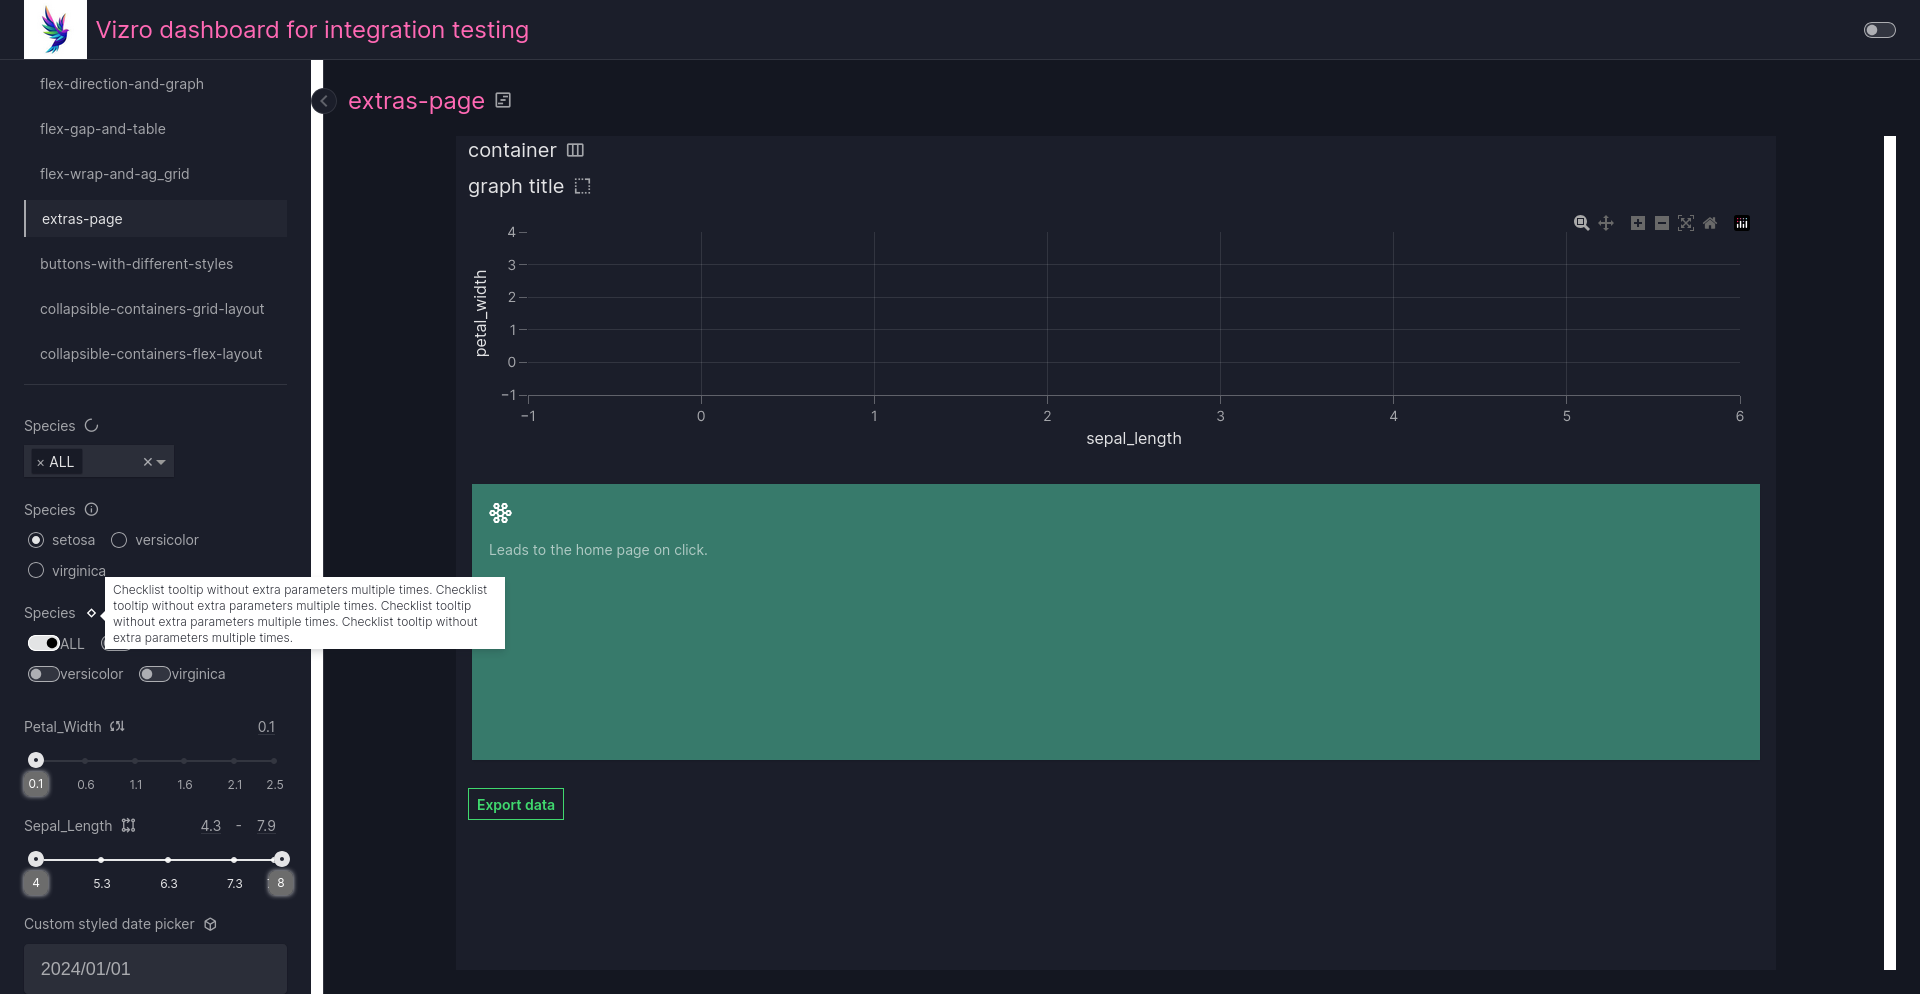 Vizro dashboard for integration testing
flex-direction-and-graph
flex-gap-and-table
flex-wrap-and-ag_grid
extras-page
buttons-with-different-styles
collapsible-containers-grid-layout
collapsible-containers-flex-layout
Species
× ALL
Species
setosa versicolor
virginica
Checklist tooltip without extra parameters multiple times. Checklist
tooltip without extra parameters multiple times. Checklist tooltip
without extra parameters multiple times. Checklist tooltip without
extra parameters multiple times.
Species
ALL
versicolor virginica
Petal_Width 0.1
0.1 0.6 1.1 1.6 2.1 2.5
Sepal_Length 4.3 - 7.9
4 5.3 6.3 7.3 8
Custom styled date picker
2024/01/01
extras-page
container
graph title
4
3
2
1
0
−1
petal_width
−1 0 1 2 3 4 5 6
sepal_length
Leads to the home page on click.
Export data